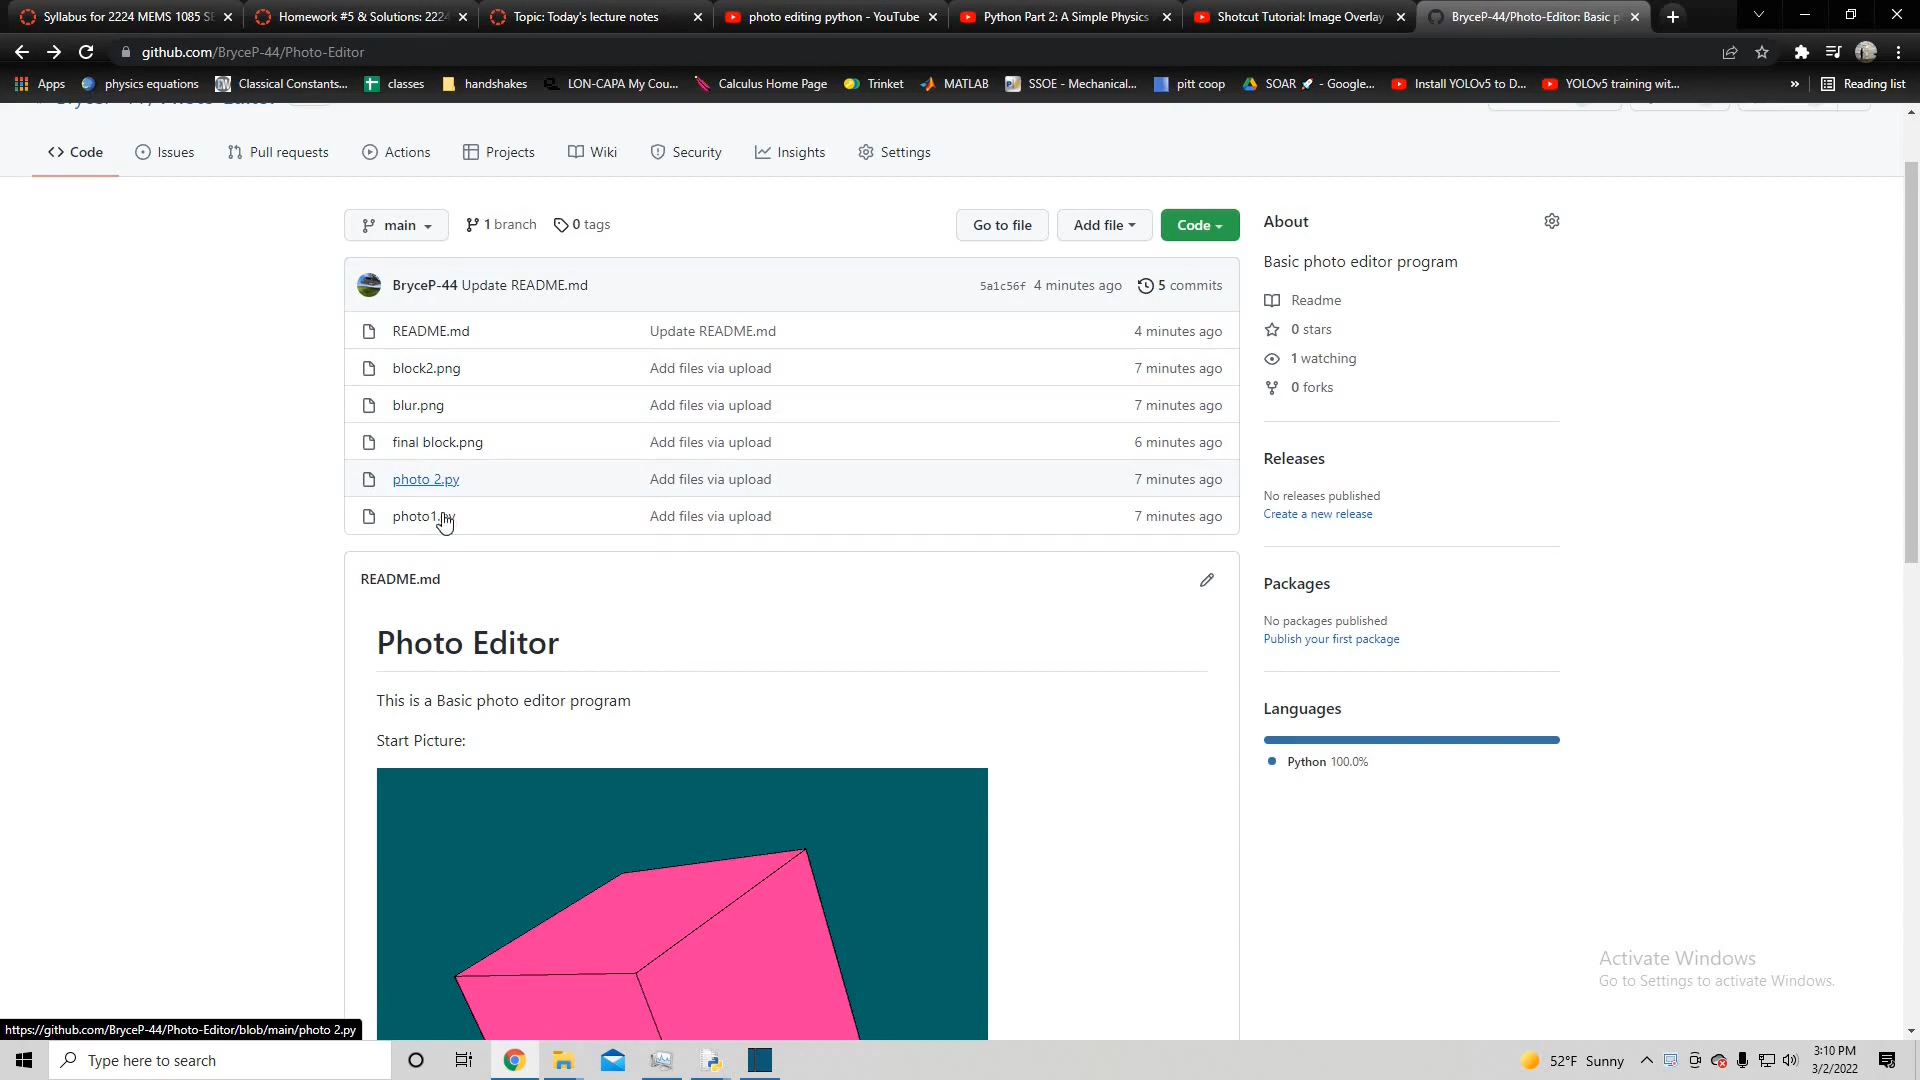 Syllabus for 2224 MEMS 1085 SE
Homework #5 & Solutions: 2224
Topic: Today's lecture notes
photo editing python - YouTube
Python Part 2: A Simple Physics
Shotcut Tutorial: Image Overlay
BryceP-44/Photo-Editor: Basic p
github.com/BryceP-44/Photo-Editor
Apps
physics equations
Classical Constants...
classes
handshakes
LON-CAPA My Cou...
Calculus Home Page
Trinket
MATLAB
SSOE - Mechanical...
pitt coop
SOAR 🚀 - Google...
Install YOLOv5 to D...
YOLOv5 training wit...
»
Reading list
<> Code
Issues
Pull requests
Actions
Projects
Wiki
Security
Insights
Settings
main
1 branch
0 tags
Go to file
Add file
Code
BryceP-44 Update README.md
5a1c56f 4 minutes ago
5 commits
README.md
Update README.md
4 minutes ago
block2.png
Add files via upload
7 minutes ago
blur.png
Add files via upload
7 minutes ago
final block.png
Add files via upload
6 minutes ago
photo 2.py
Add files via upload
7 minutes ago
photo1.py
Add files via upload
7 minutes ago
README.md
Photo Editor
This is a Basic photo editor program
Start Picture:
About
Basic photo editor program
Readme
0 stars
1 watching
0 forks
Releases
No releases published
Create a new release
Packages
No packages published
Publish your first package
Languages
Python 100.0%
Activate Windows
Go to Settings to activate Windows.
https://github.com/BryceP-44/Photo-Editor/blob/main/photo 2.py
Type here to search
52°F Sunny
3:10 PM
3/2/2022